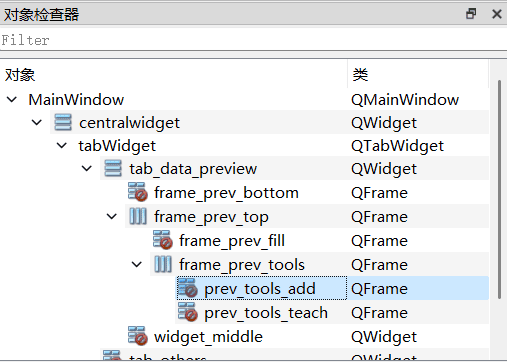 对象检查器
Filter
对象 类
MainWindow QMainWindow
centralwidget QWidget
tabWidget QTabWidget
tab_data_preview QWidget
frame_prev_bottom QFrame
frame_prev_top QFrame
frame_prev_fill QFrame
frame_prev_tools QFrame
prev_tools_add QFrame
prev_tools_teach QFrame
widget_middle QWidget
tab_others QWidget